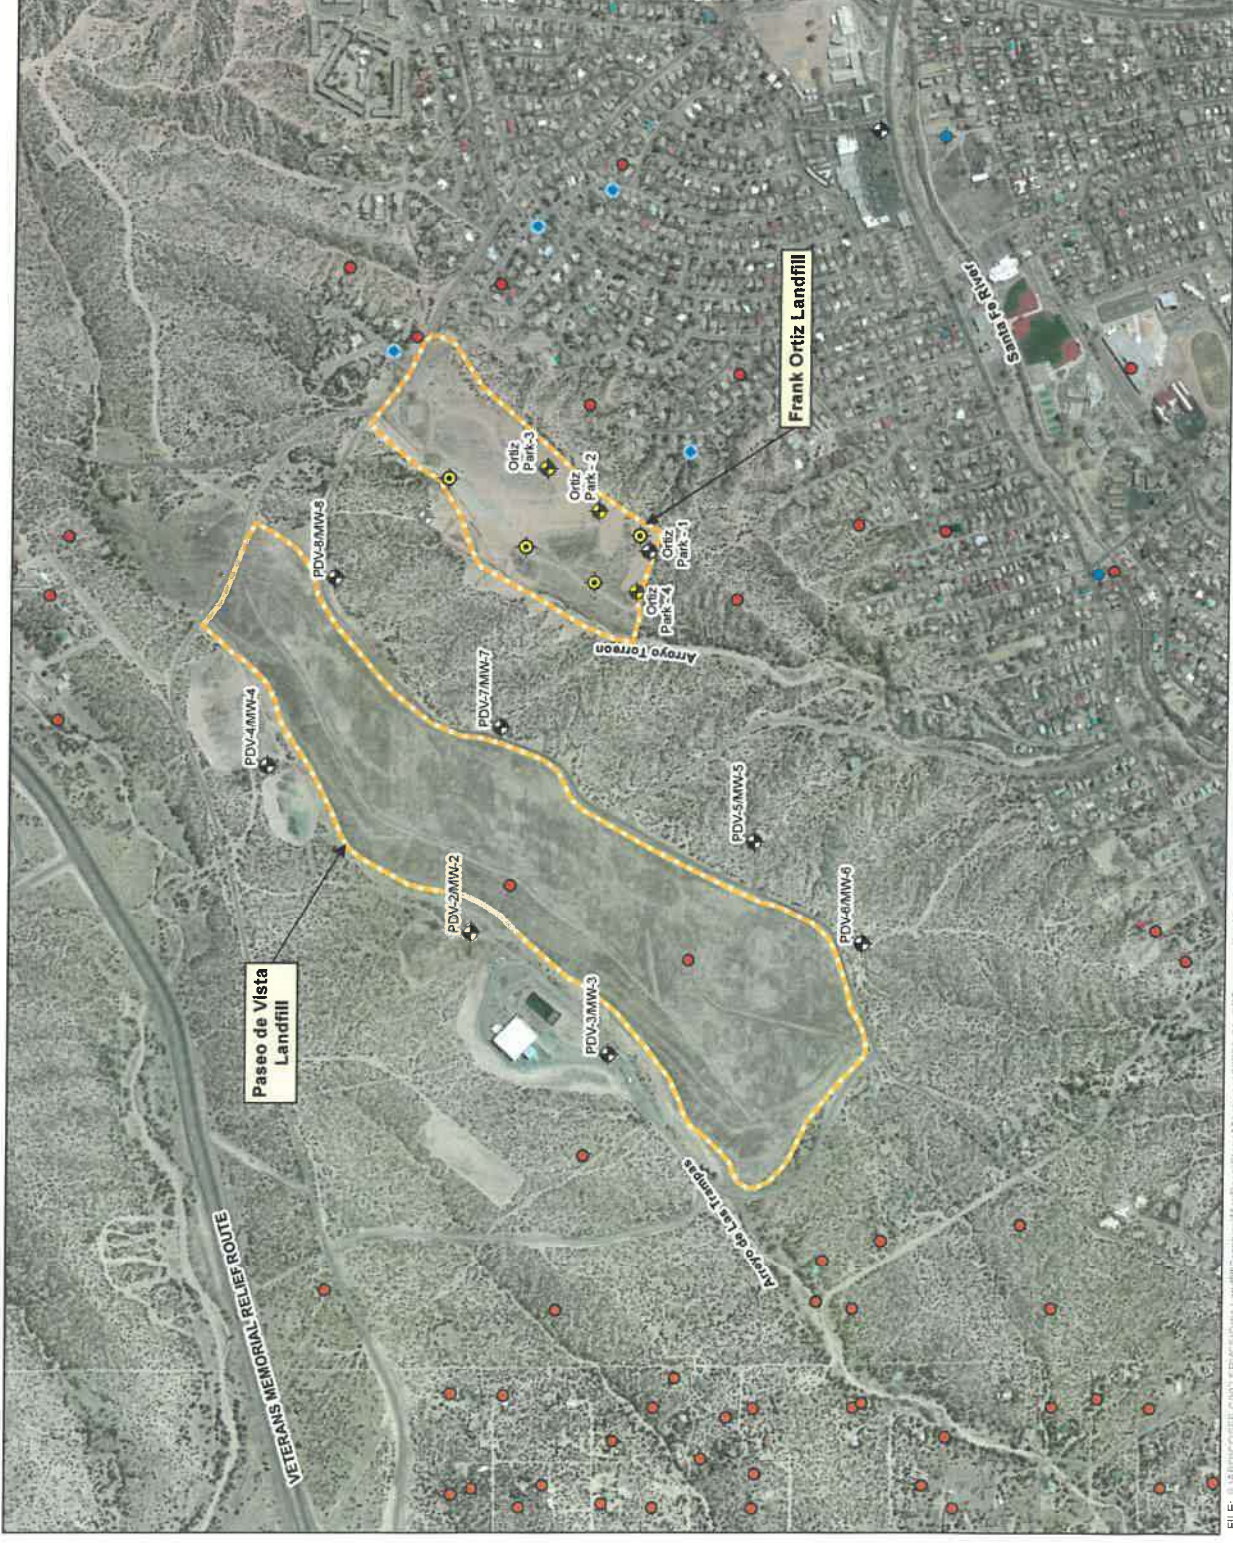 VETERANS MEMORIAL RELIEF ROUTE
Paseo de Vista
Landfill
PDV-4/MW-4
PDV-8/MW-8
PDV-2/MW-2
PDV-7/MW-7
PDV-3/MW-3
PDV-5/MW-5
PDV-6/MW-6
Arroyo de Las Trampas
Arroyo Torreon
Ortiz
Park-3
Ortiz
Park - 2
Ortiz
Park - 1
Ortiz
Park - 4
Frank Ortiz Landfill
Santa Fe River
FILE: